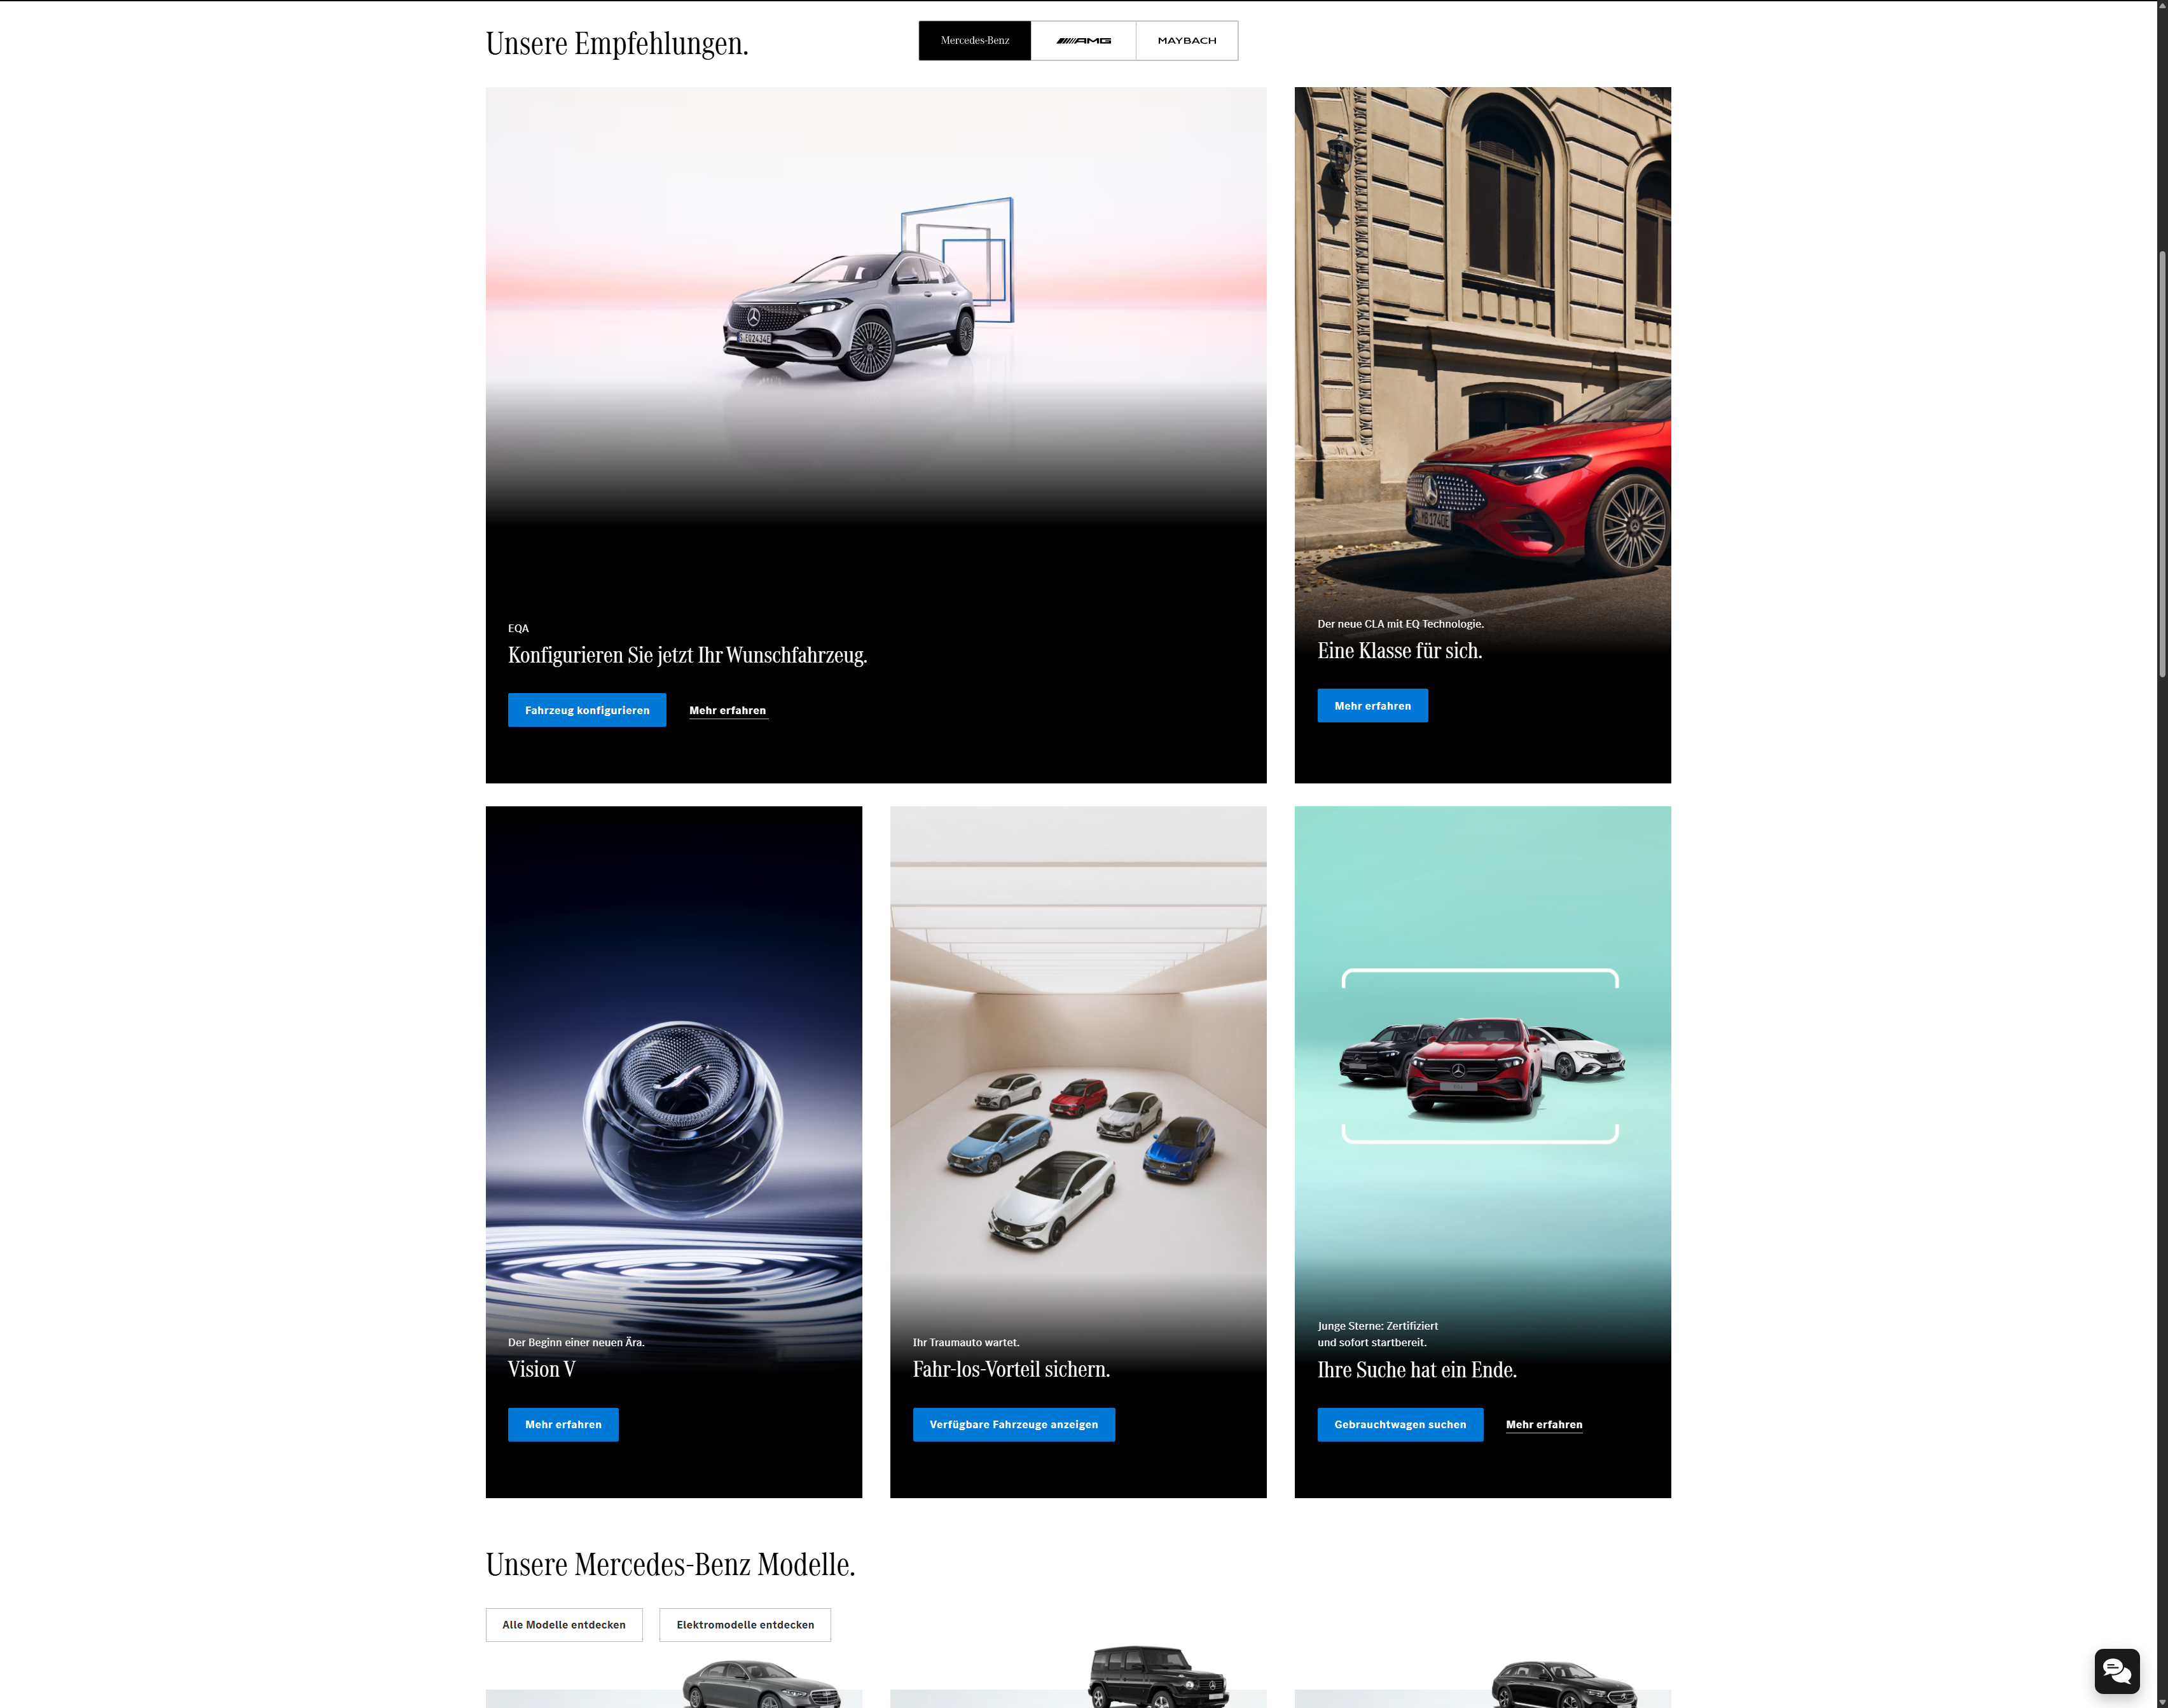 Unsere Empfehlungen.
Mercedes-Benz
AMG
MAYBACH
S EQ2434E
EQA
Konfigurieren Sie jetzt Ihr Wunschfahrzeug.
Fahrzeug konfigurieren
Mehr erfahren
S MB 1740E
Der neue CLA mit EQ Technologie.
Eine Klasse für sich.
Mehr erfahren
Der Beginn einer neuen Ära.
Vision V
Mehr erfahren
Ihr Traumauto wartet.
Fahr-los-Vorteil sichern.
Verfügbare Fahrzeuge anzeigen
Junge Sterne: Zertifiziert
und sofort startbereit.
Ihre Suche hat ein Ende.
Gebrauchtwagen suchen
Mehr erfahren
Unsere Mercedes-Benz Modelle.
Alle Modelle entdecken
Elektromodelle entdecken